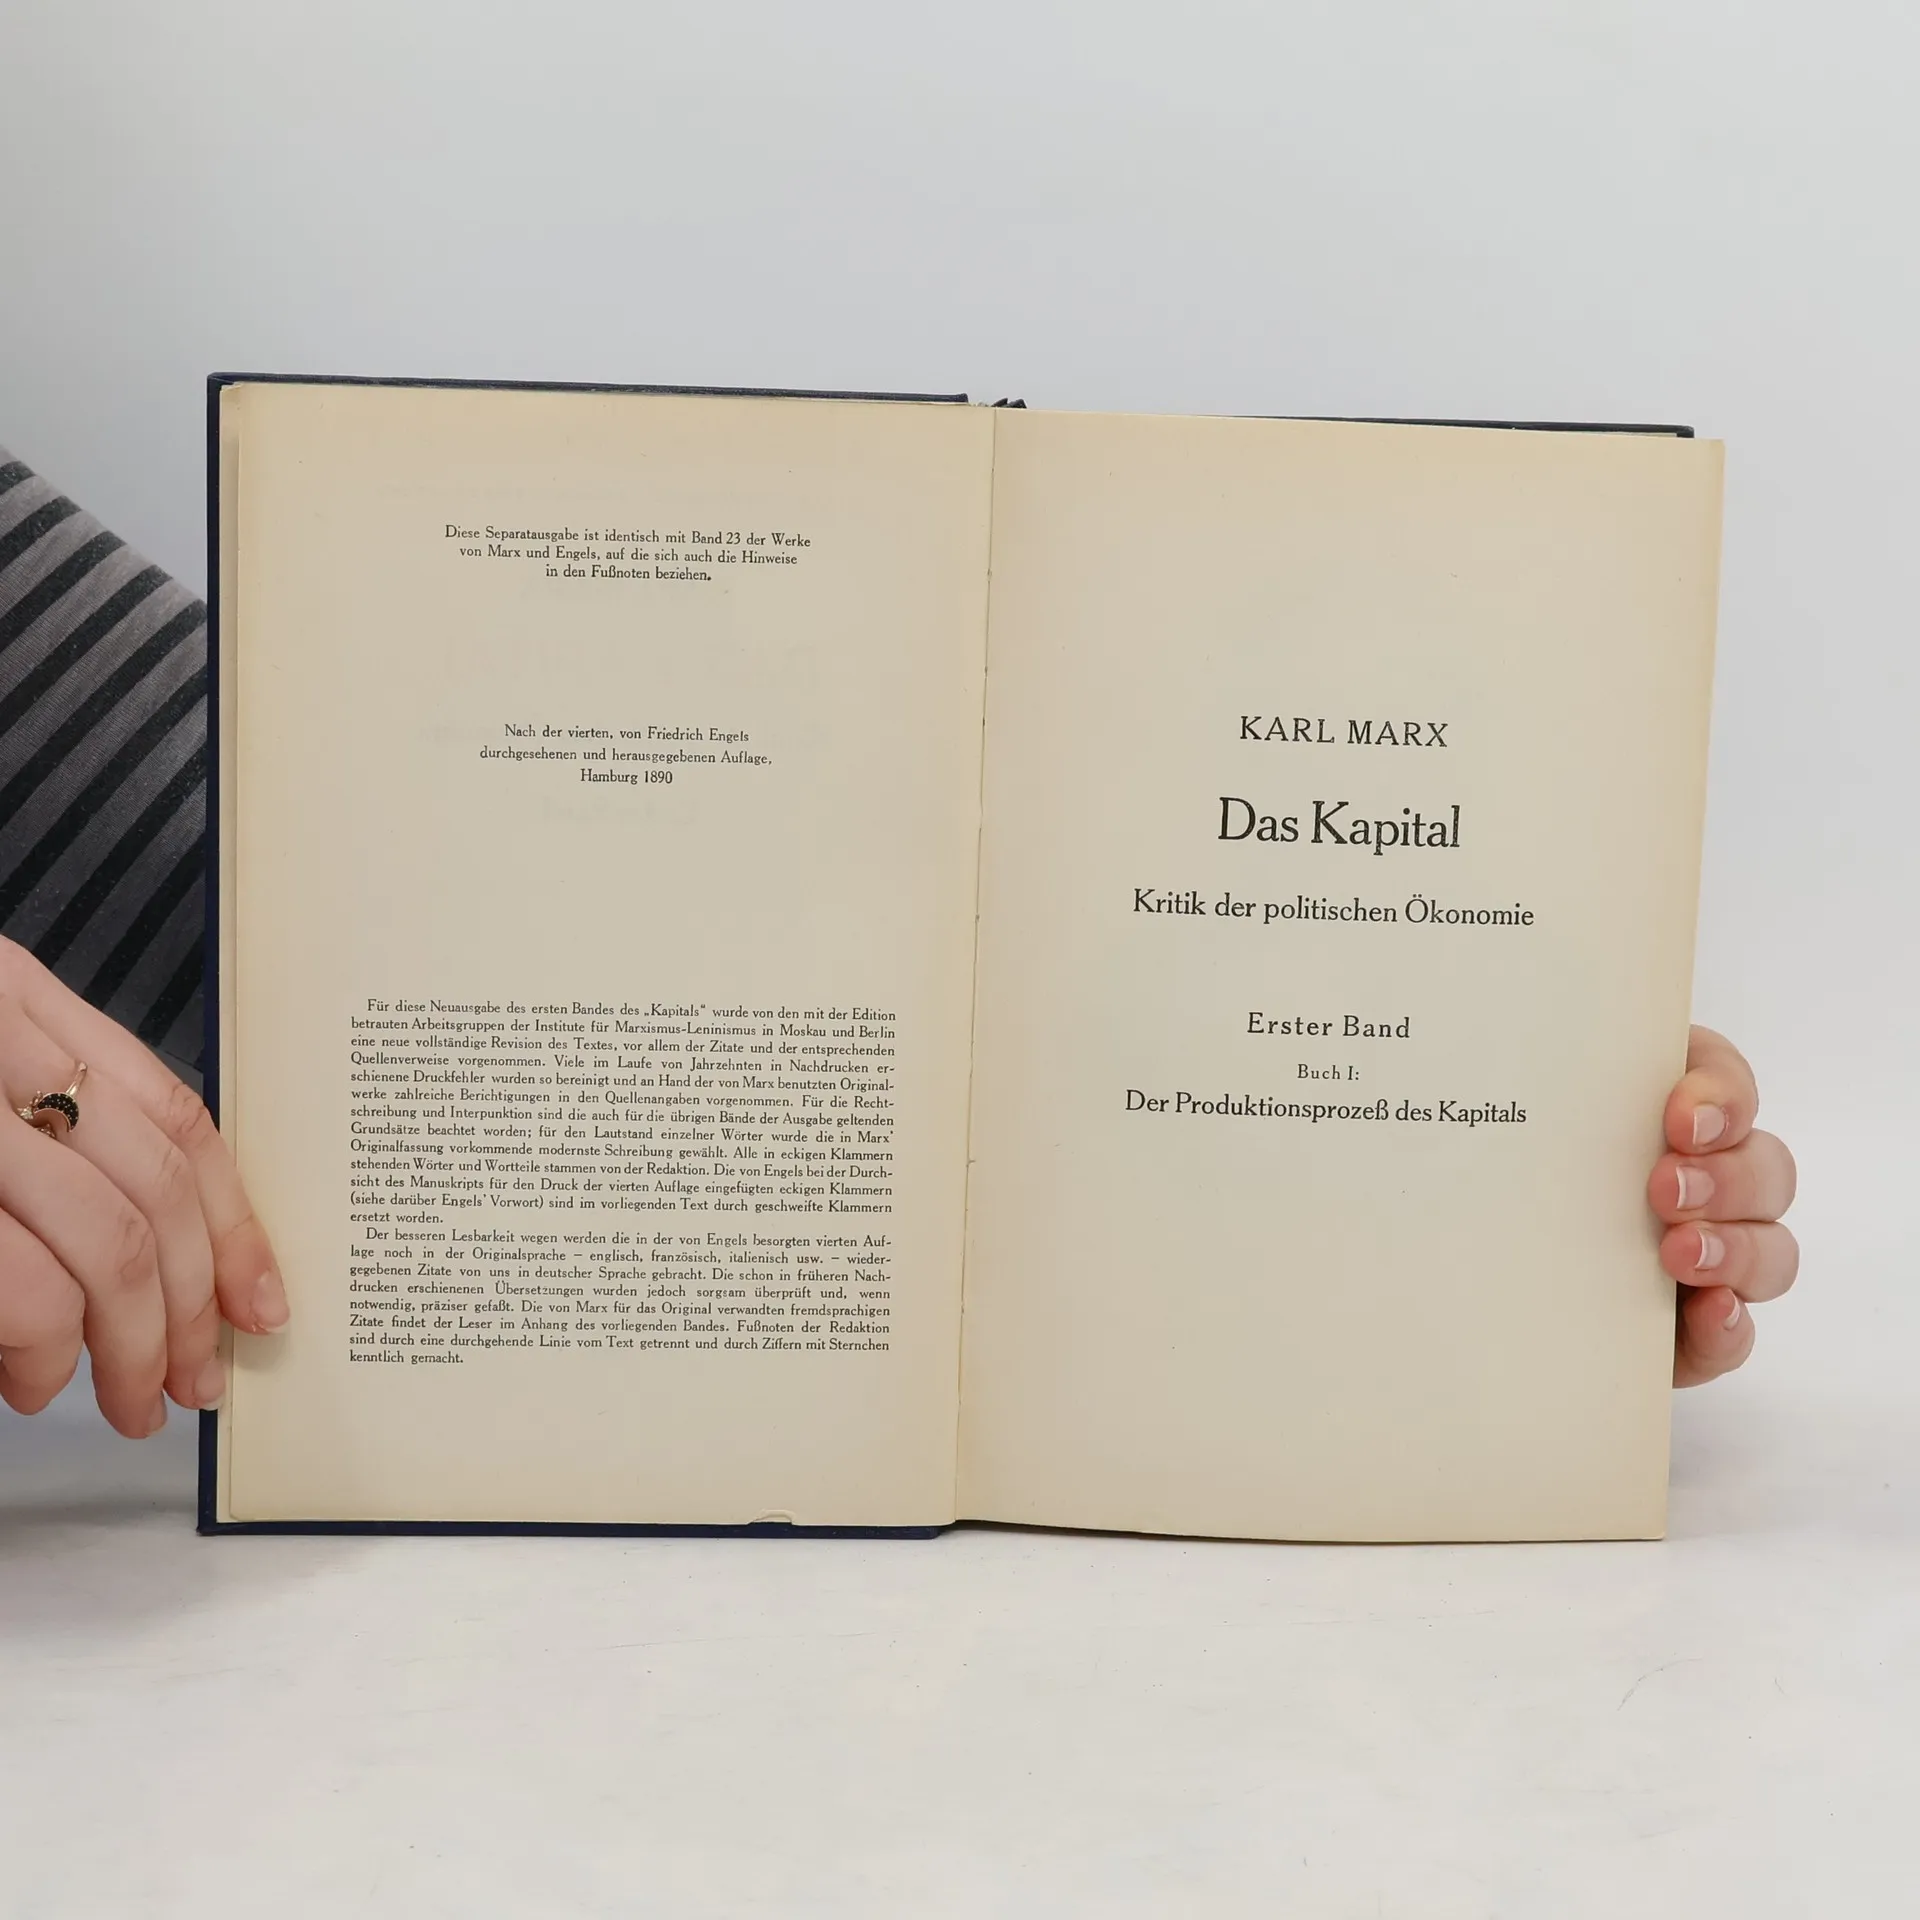 Diese Separatausgabe ist identisch mit Band 23 der Werke
von Marx und Engels, auf die sich auch die Hinweise
in den Fußnoten beziehen.
Nach der vierten, von Friedrich Engels
durchgesehenen und herausgegebenen Auflage,
Hamburg 1890
Für diese Neuausgabe des ersten Bandes des „Kapitals“ wurde von den mit der Edition
betrauten Arbeitsgruppen der Institute für Marxismus-Leninismus in Moskau und Berlin
eine neue vollständige Revision des Textes, vor allem der Zitate und der entsprechenden
Quellenverweise vorgenommen. Viele im Laufe von Jahrzehnten in Nachdrucken er-
schienene Druckfehler wurden so bereinigt und an Hand der von Marx benutzten Original-
werke zahlreiche Berichtigungen in den Quellenangaben vorgenommen. Für die Recht-
schreibung und Interpunktion sind die auch für die übrigen Bände der Ausgabe geltenden
Grundsätze beachtet worden; für den Lautstand einzelner Wörter wurde die in Marx’
Originalfassung vorkommende modernste Schreibung gewählt. Alle in eckigen Klammern
stehenden Wörter und Wortteile stammen von der Redaktion. Die von Engels bei der Durch-
sicht des Manuskripts für den Druck der vierten Auflage eingefügten eckigen Klammern
(siehe darüber Engels’ Vorwort) sind im vorliegenden Text durch geschweifte Klammern
ersetzt worden.
Der besseren Lesbarkeit wegen werden die in der von Engels besorgten vierten Auf-
lage noch in der Originalsprache – englisch, französisch, italienisch usw. – wieder-
gegebenen Zitate von uns in deutscher Sprache gebracht. Die schon in früheren Nach-
drucken erschienenen Übersetzungen wurden jedoch sorgsam überprüft und, wenn
notwendig, präziser gefaßt. Die von Marx für das Original verwandten fremdsprachigen
Zitate findet der Leser im Anhang des vorliegenden Bandes. Fußnoten der Redaktion
sind durch eine durchgehende Linie vom Text getrennt und durch Ziffern mit Sternchen
kenntlich gemacht.
KARL MARX
Das Kapital
Kritik der politischen Ökonomie
Erster Band
Buch I:
Der Produktionsprozeß des Kapitals